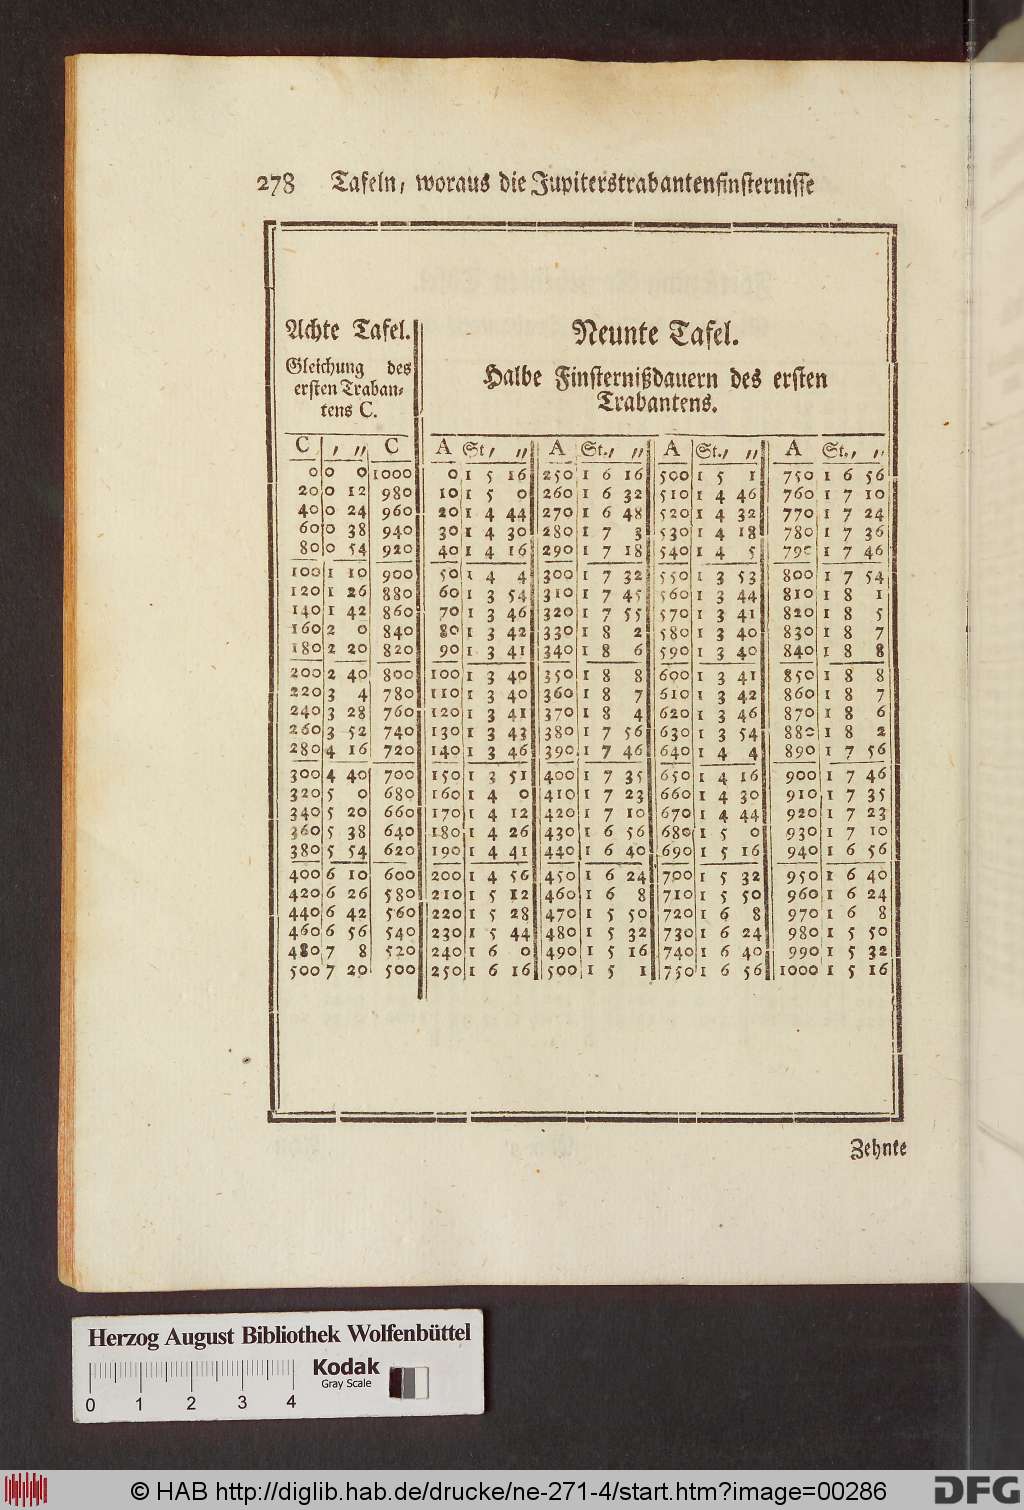 278 Tafeln, woraus die Jupiterstrabantenfinsternisse
Achte Tafel.
Gleichung des
ersten Traban-
tens C.
Neunte Tafel.
Halbe Finsternißdauern des ersten
Trabantens.
C , ,, C A St, ,, A St., ,, A St., ,, A St., ,,
0 0 0 1000 0 1 5 16 250 1 6 16 500 1 5 1 750 1 6 56
20 0 12 980 10 1 5 0 260 1 6 32 510 1 4 46 760 1 7 10
40 0 24 960 20 1 4 44 270 1 6 48 520 1 4 32 770 1 7 24
60 0 38 940 30 1 4 30 280 1 7 3 530 1 4 18 780 1 7 36
80 0 54 920 40 1 4 16 290 1 7 18 540 1 4 5 790 1 7 46
100 1 10 900 50 1 4 4 300 1 7 32 550 1 3 53 800 1 7 54
120 1 26 880 60 1 3 54 310 1 7 45 560 1 3 44 810 1 8 1
140 1 42 860 70 1 3 46 320 1 7 55 570 1 3 41 820 1 8 5
160 2 0 840 80 1 3 42 330 1 8 2 580 1 3 40 830 1 8 7
180 2 20 820 90 1 3 41 340 1 8 6 590 1 3 40 840 1 8 8
200 2 40 800 100 1 3 40 350 1 8 8 600 1 3 41 850 1 8 8
220 3 4 780 110 1 3 40 360 1 8 7 610 1 3 42 860 1 8 7
240 3 28 760 120 1 3 41 370 1 8 4 620 1 3 46 870 1 8 6
260 3 52 740 130 1 3 43 380 1 7 56 630 1 3 54 880 1 8 2
280 4 16 720 140 1 3 46 390 1 7 46 640 1 4 4 890 1 7 56
300 4 40 700 150 1 3 51 400 1 7 35 650 1 4 16 900 1 7 46
320 5 0 680 160 1 4 0 410 1 7 23 660 1 4 30 910 1 7 35
340 5 20 660 170 1 4 12 420 1 7 10 670 1 4 44 920 1 7 23
360 5 38 640 180 1 4 26 430 1 6 56 680 1 5 0 930 1 7 10
380 5 54 620 190 1 4 41 440 1 6 40 690 1 5 16 940 1 6 56
400 6 10 600 200 1 4 56 450 1 6 24 700 1 5 32 950 1 6 40
420 6 26 580 210 1 5 12 460 1 6 8 710 1 5 50 960 1 6 24
440 6 42 560 220 1 5 28 470 1 5 50 720 1 6 8 970 1 6 8
460 6 56 540 230 1 5 44 480 1 5 32 730 1 6 24 980 1 5 50
480 7 8 520 240 1 6 0 490 1 5 16 740 1 6 40 990 1 5 32
500 7 20 500 250 1 6 16 500 1 5 1 750 1 6 56 1000 1 5 16
Zehnte
Herzog August Bibliothek Wolfenbüttel
Kodak
Gray Scale
0 1 2 3 4
© HAB http://diglib.hab.de/drucke/ne-271-4/start.htm?image=00286
DFG